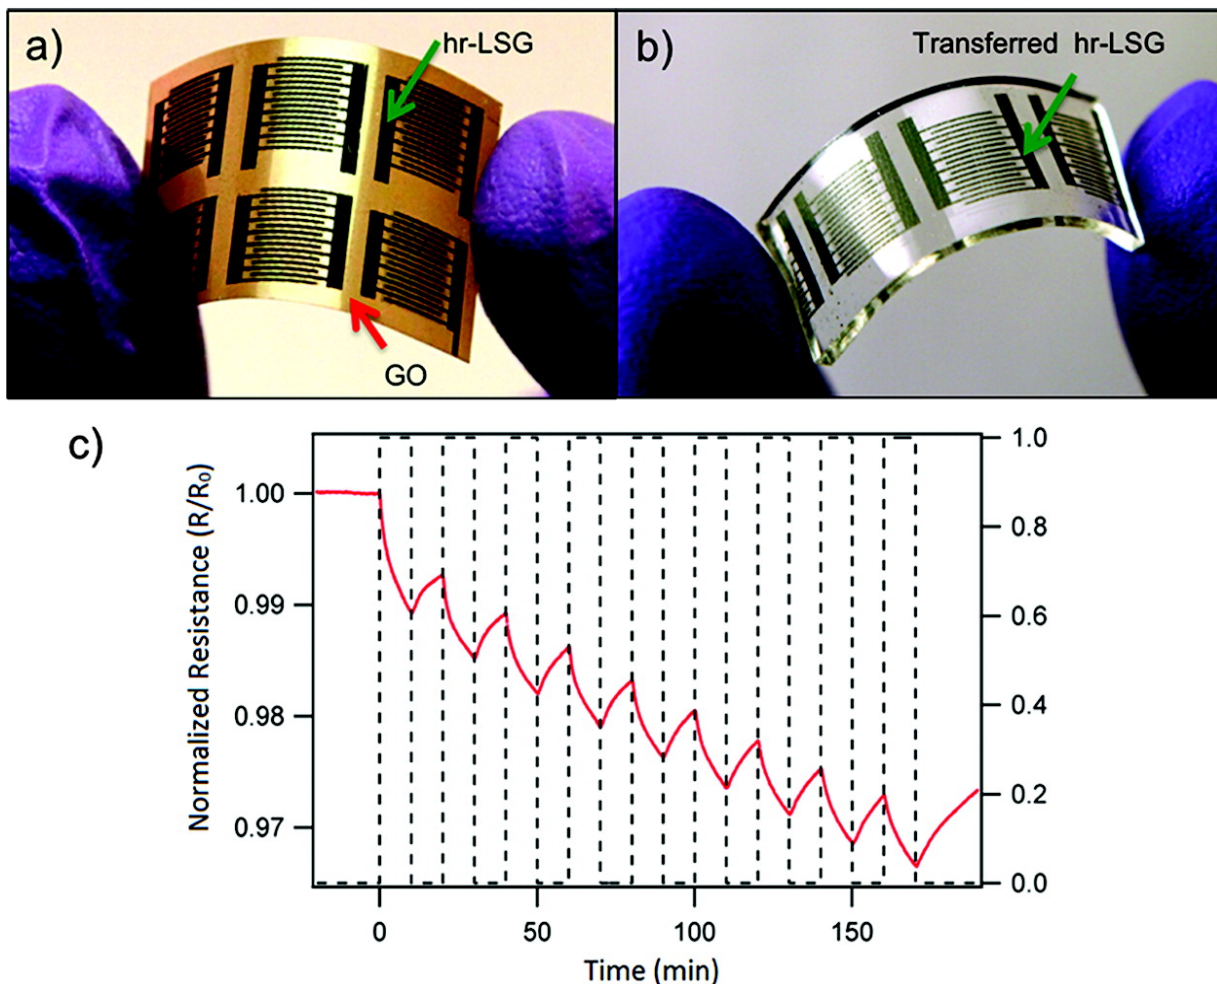 a)
hr-LSG
GO
b)
Transferred hr-LSG
c)
Normalized Resistance (R/R₀)
1.00
0.99
0.98
0.97
1.0
0.8
0.6
0.4
0.2
0.0
0
50
100
150
Time (min)